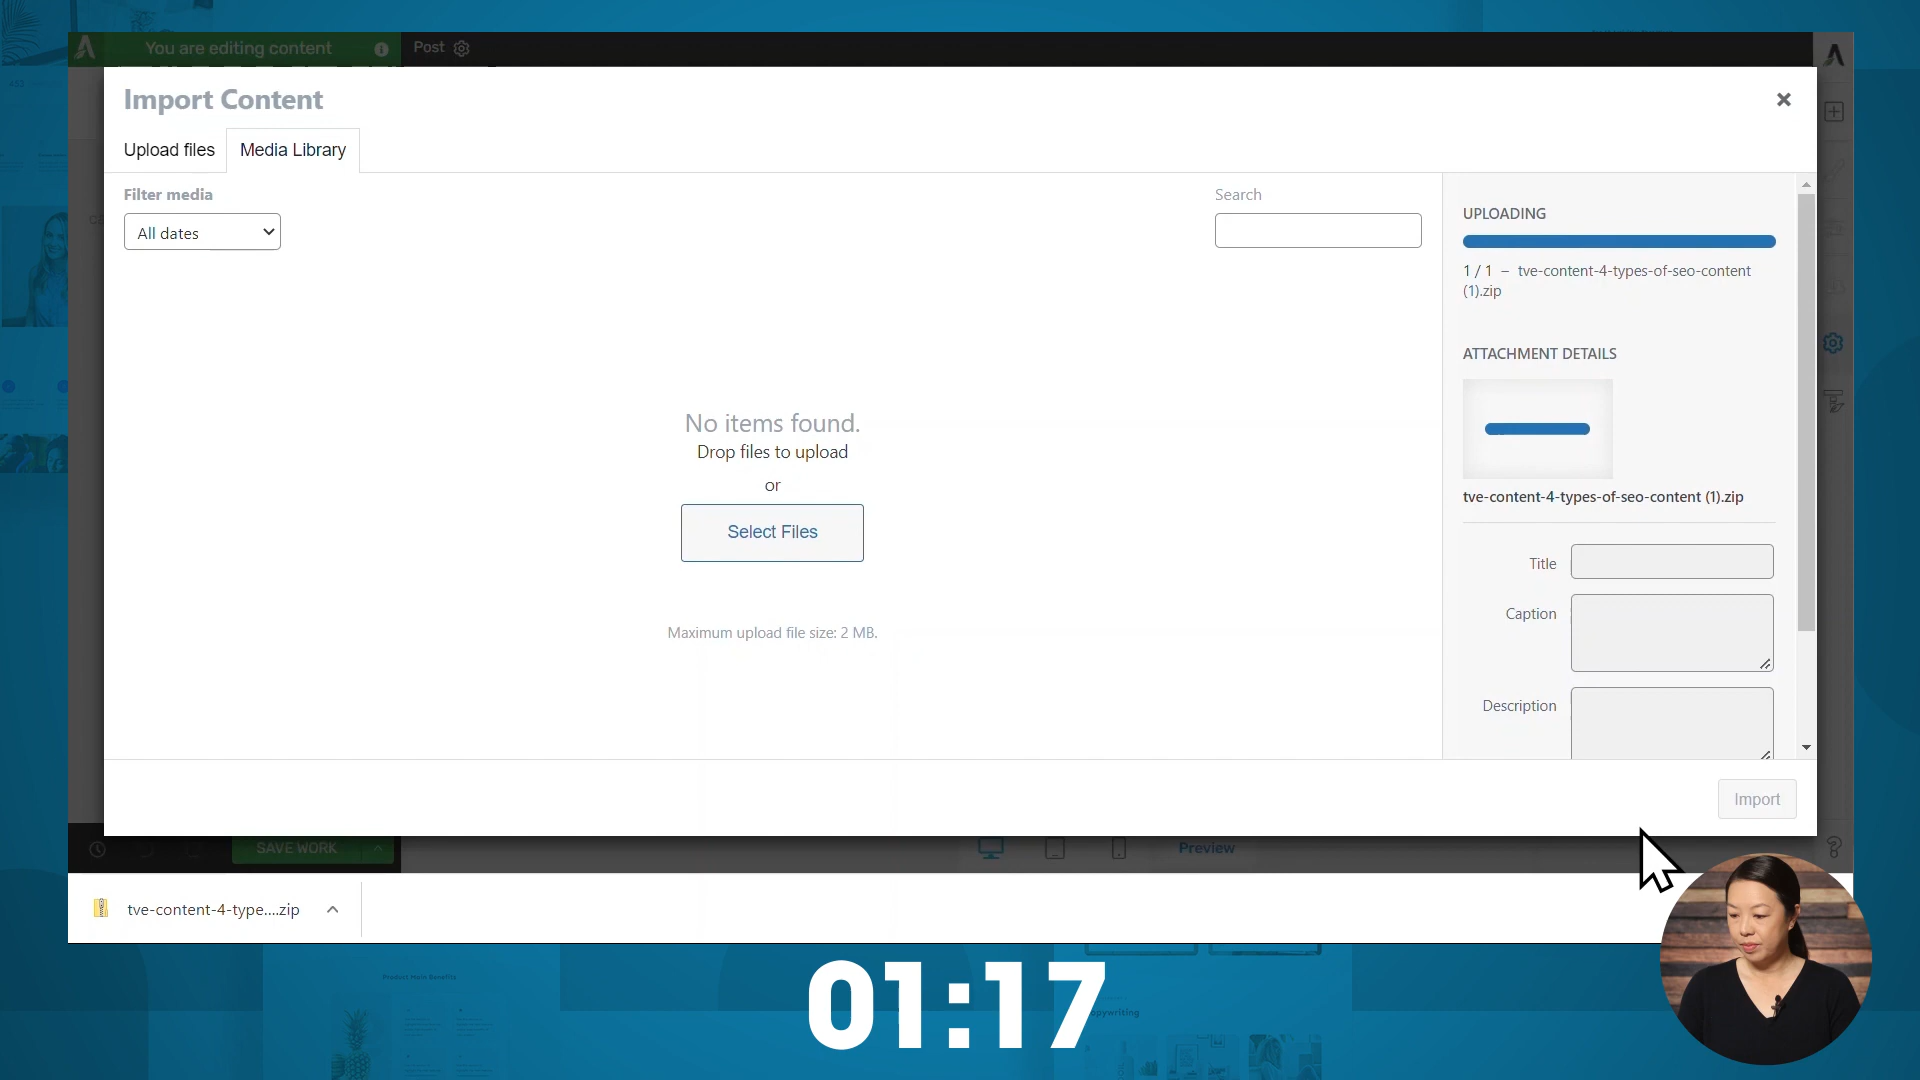 You are editing content
Post
Import Content
Upload files
Media Library
Filter media
All dates
Search
No items found.
Drop files to upload
or
Select Files
Maximum upload file size: 2 MB.
UPLOADING
1 / 1 – tve-content-4-types-of-seo-content
(1).zip
ATTACHMENT DETAILS
tve-content-4-types-of-seo-content (1).zip
Title
Caption
Description
Import
SAVE WORK
Preview
tve-content-4-type....zip
Product Main Benefits
01:17